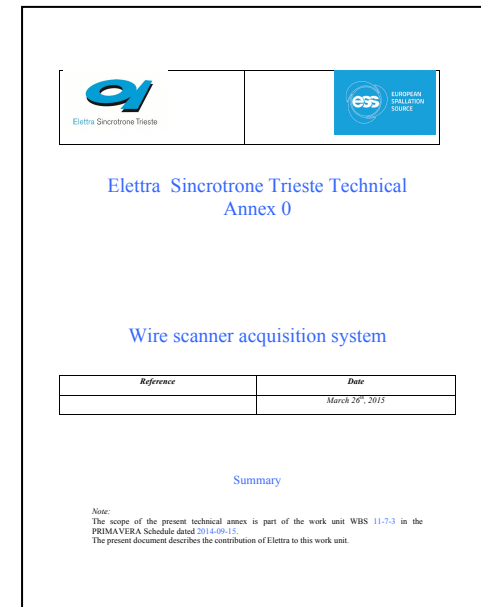 Elettra Sincrotrone Trieste
ess
EUROPEAN
SPALLATION
SOURCE
Elettra Sincrotrone Trieste Technical
Annex 0
Wire scanner acquisition system
Reference Date
March 26th, 2015
Summary
Note:
The scope of the present technical annex is part of the work unit WBS 11-7-3 in the
PRIMAVERA Schedule dated 2014-09-15.
The present document describes the contribution of Elettra to this work unit.